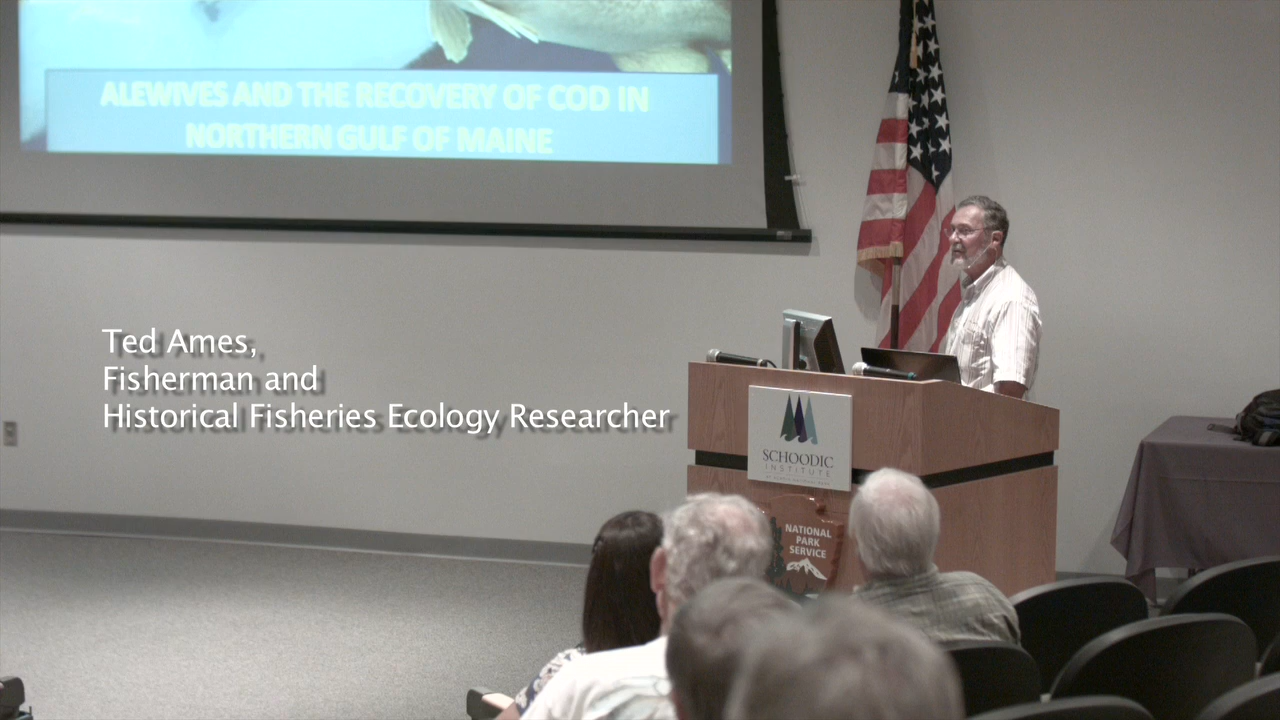 ALEWIVES AND THE RECOVERY OF COD IN
NORTHERN GULF OF MAINE
Ted Ames,
Fisherman and
Historical Fisheries Ecology Researcher
SCHOODIC
INSTITUTE
NATIONAL
PARK
SERVICE